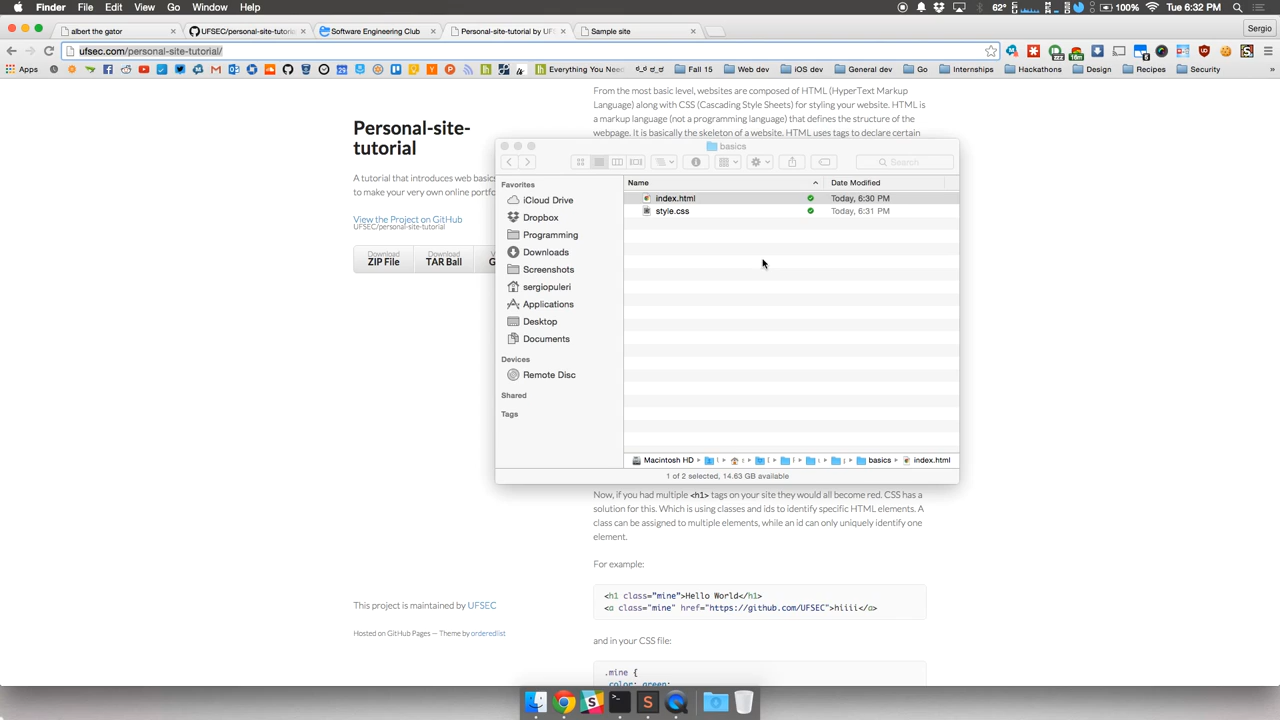 Finder File Edit View Go Window Help
62° 100% Tue 6:32 PM
albert the gator
UFSEC/personal-site-tutoria
Software Engineering Club
Personal-site-tutorial by UF
Sample site
Sergio
ufsec.com/personal-site-tutorial/
Apps
Everything You Nee
Fall 15
Web dev
iOS dev
General dev
Go
Internships
Hackathons
Design
Recipes
Security
From the most basic level, websites are composed of HTML (HyperText Markup
Language) along with CSS (Cascading Style Sheets) for styling your website. HTML is
a markup language (not a programming language) that defines the structure of the
webpage. It is basically the skeleton of a website. HTML uses tags to declare certain
Personal-site-
tutorial
A tutorial that introduces web basics
to make your very own online portfo
View the Project on GitHub
UFSEC/personal-site-tutorial
Download
ZIP File
Download
TAR Ball
V
G
basics
Search
Favorites
iCloud Drive
Dropbox
Programming
Downloads
Screenshots
sergiopuleri
Applications
Desktop
Documents
Devices
Remote Disc
Shared
Tags
Name Date Modified
index.html Today, 6:30 PM
style.css Today, 6:31 PM
Macintosh HD basics index.html
1 of 2 selected, 14.63 GB available
Now, if you had multiple <h1> tags on your site they would all become red. CSS has a
solution for this. Which is using classes and ids to identify specific HTML elements. A
class can be assigned to multiple elements, while an id can only uniquely identify one
element.
For example:
<h1 class="mine">Hello World</h1>
<a class="mine" href="https://github.com/UFSEC">hiiii</a>
and in your CSS file:
.mine {
color: green;
This project is maintained by UFSEC
Hosted on GitHub Pages — Theme by orderedlist